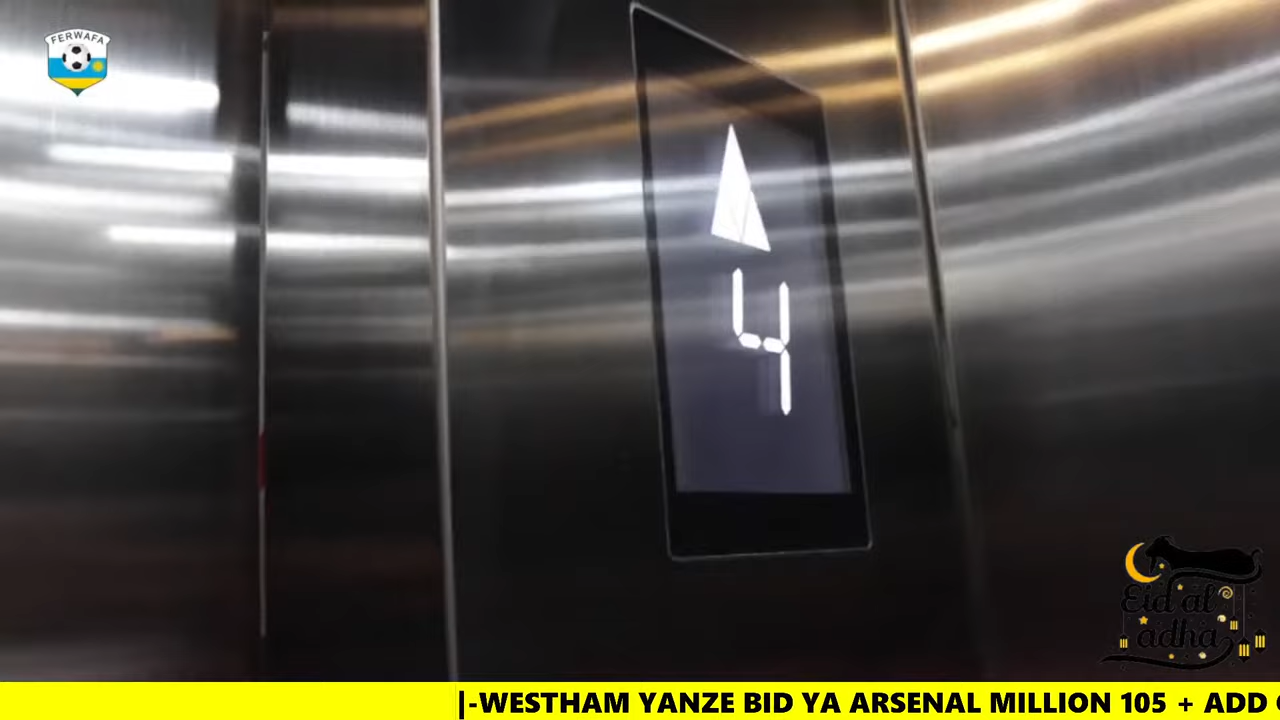 FERWAFA
4
Eid al
adha
|-WESTHAM YANZE BID YA ARSENAL MILLION 105 + ADD